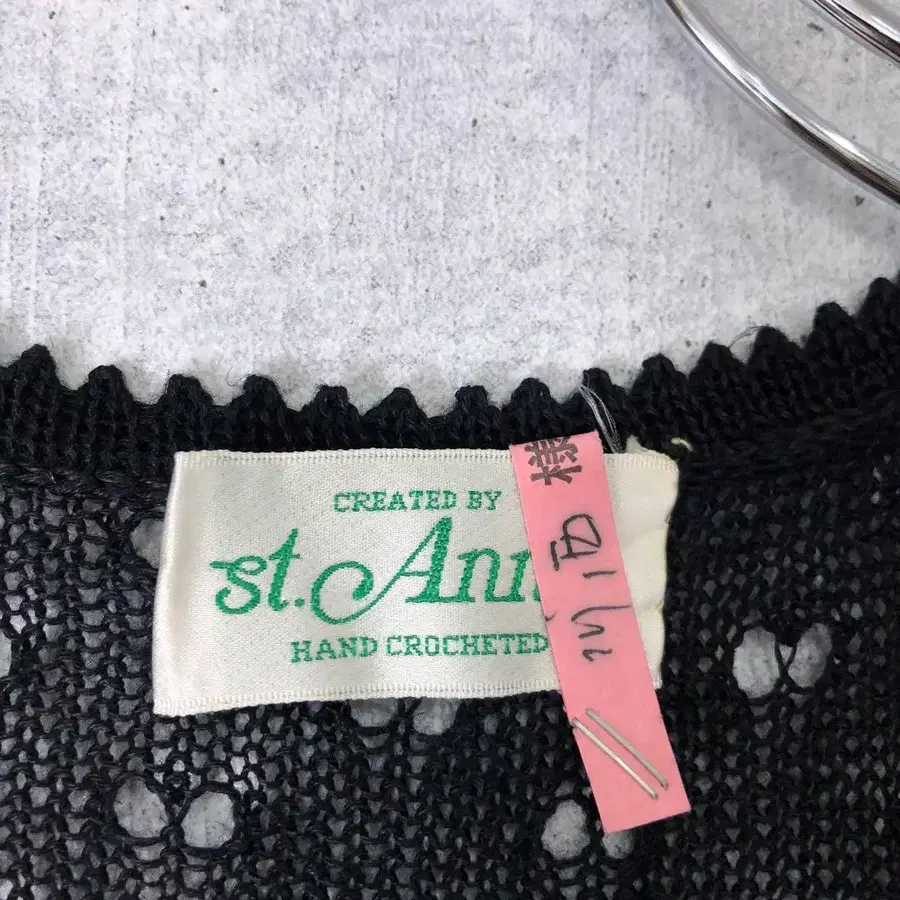 CREATED BY
st. Ann
HAND CROCHETED
様